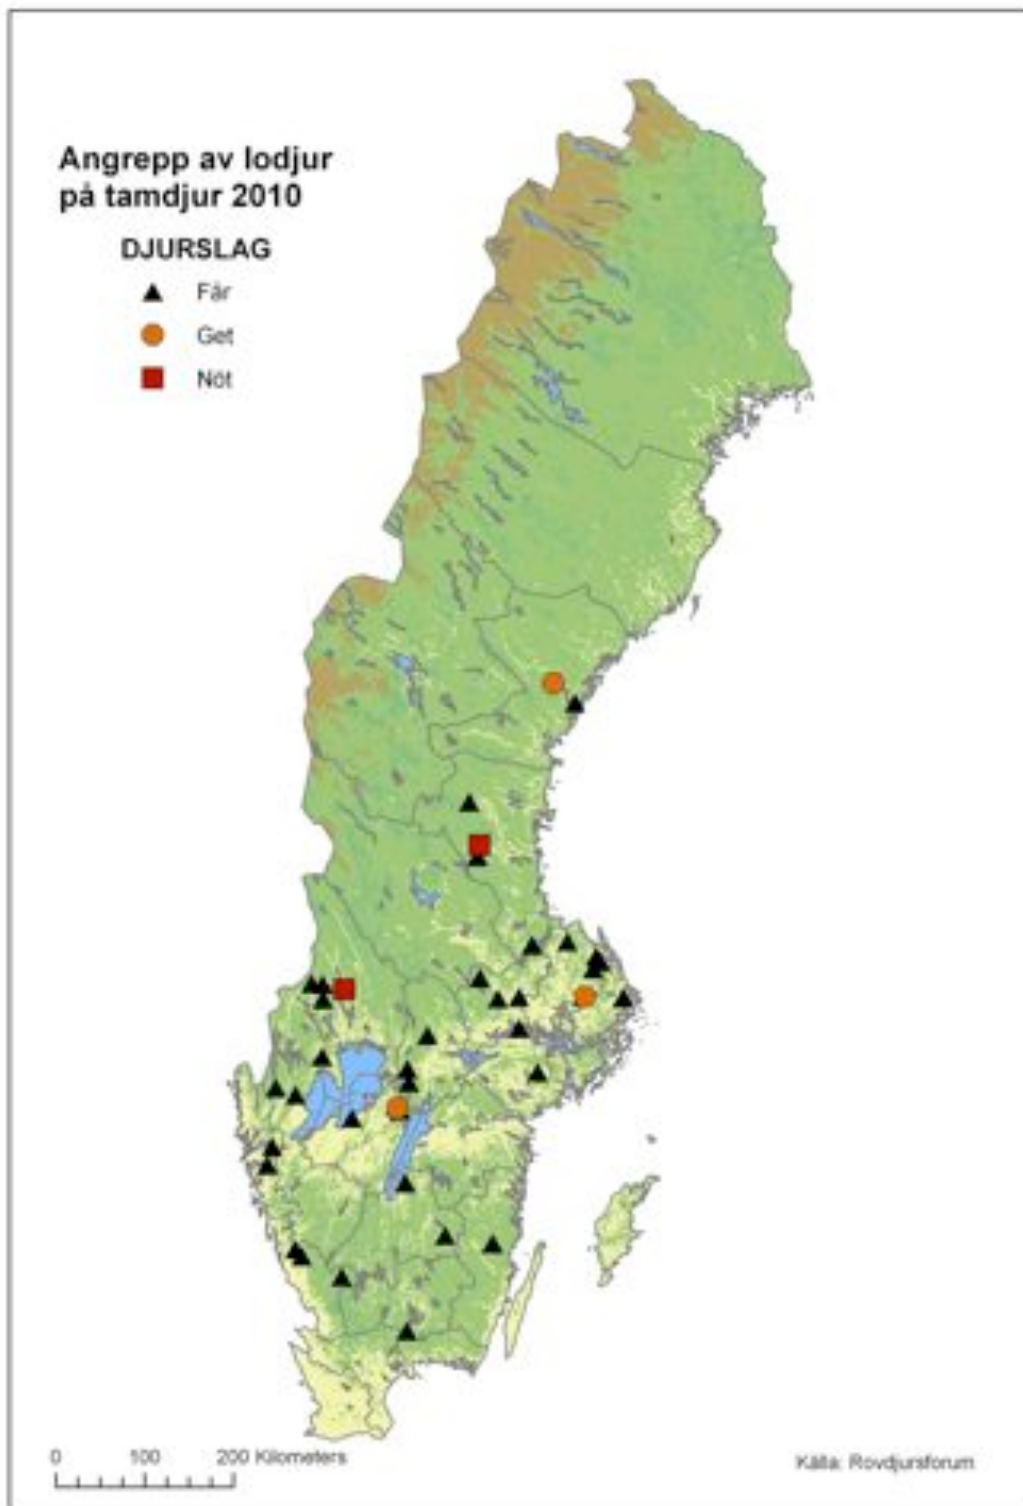 Angrepp av lodjur
på tamdjur 2010
DJURSLAG
Får
Get
Nöt
0 100 200 Kilometers
Källa: Rovdjursforum